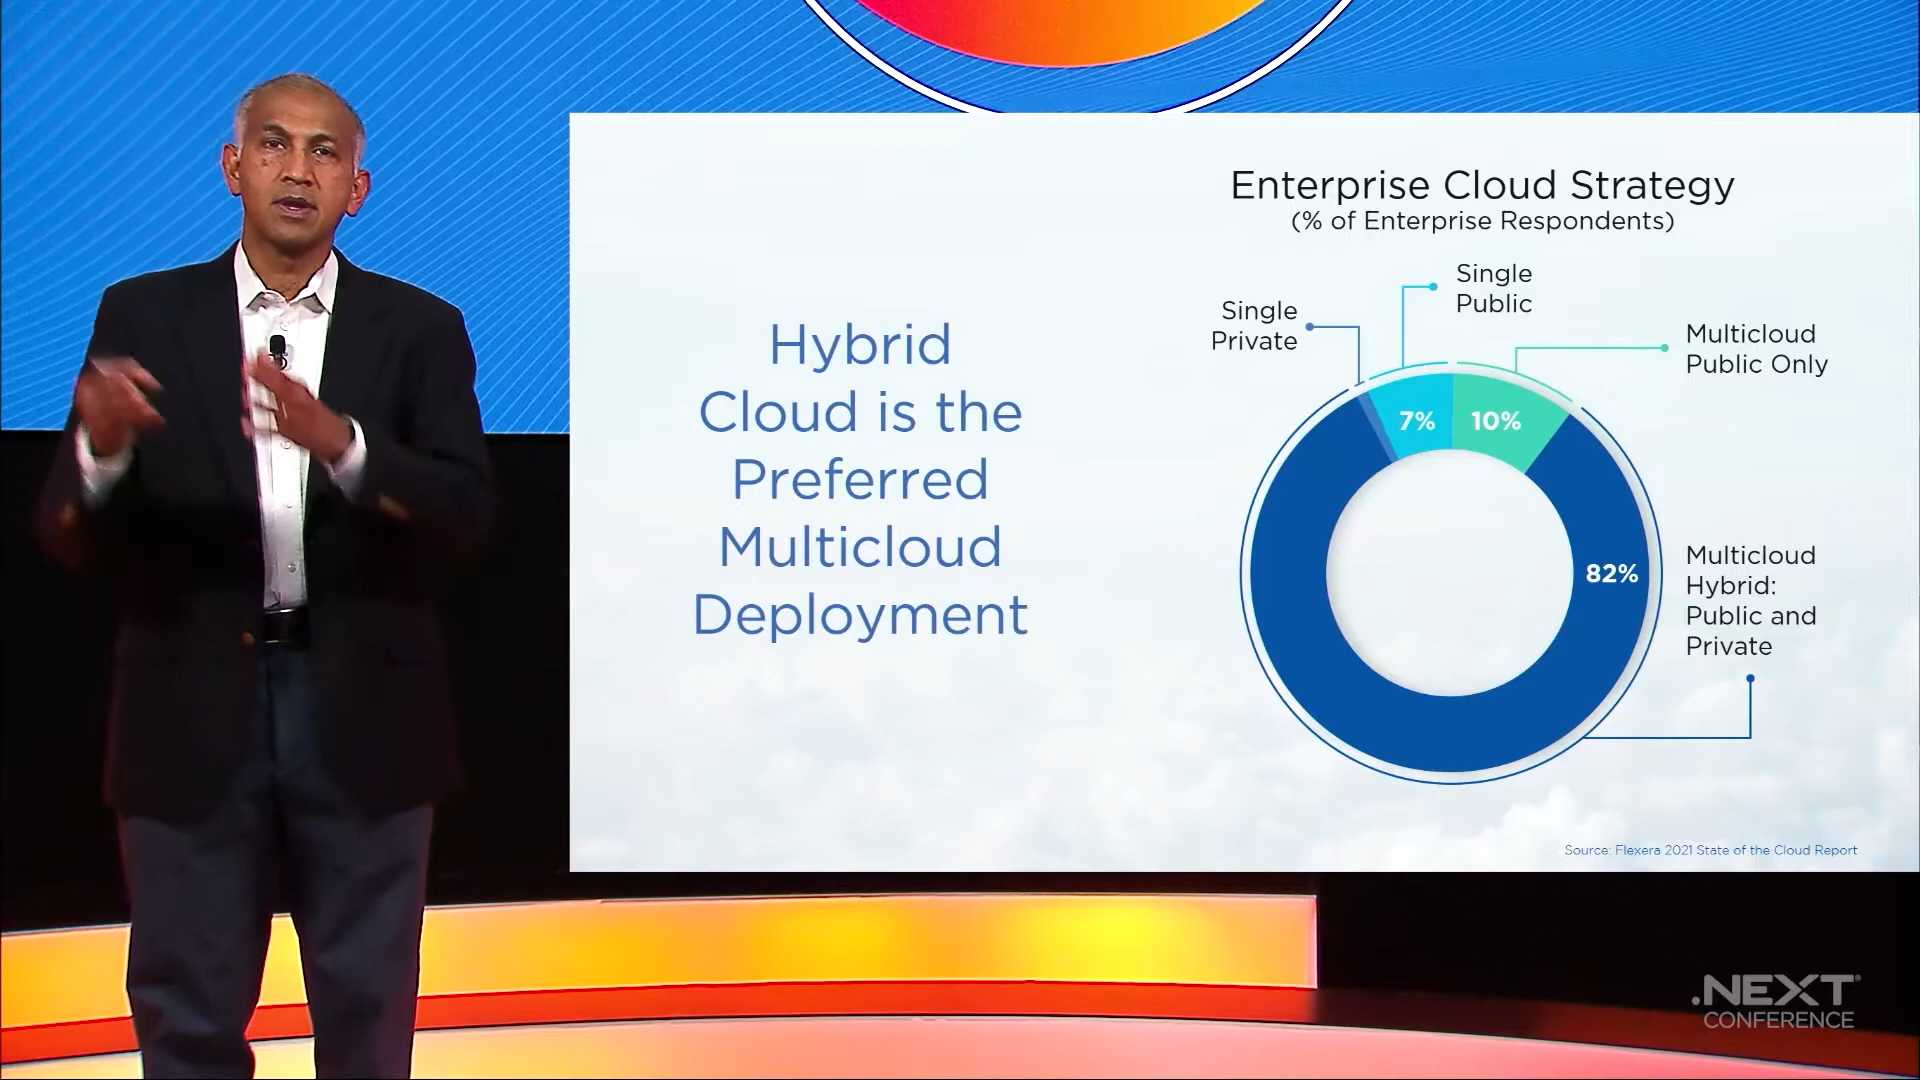 Enterprise Cloud Strategy
(% of Enterprise Respondents)
Hybrid
Cloud is the
Preferred
Multicloud
Deployment
Single
Private
Single
Public
Multicloud
Public Only
7%
10%
82%
Multicloud
Hybrid:
Public and
Private
Source: Flexera 2021 State of the Cloud Report
.NEXT
CONFERENCE